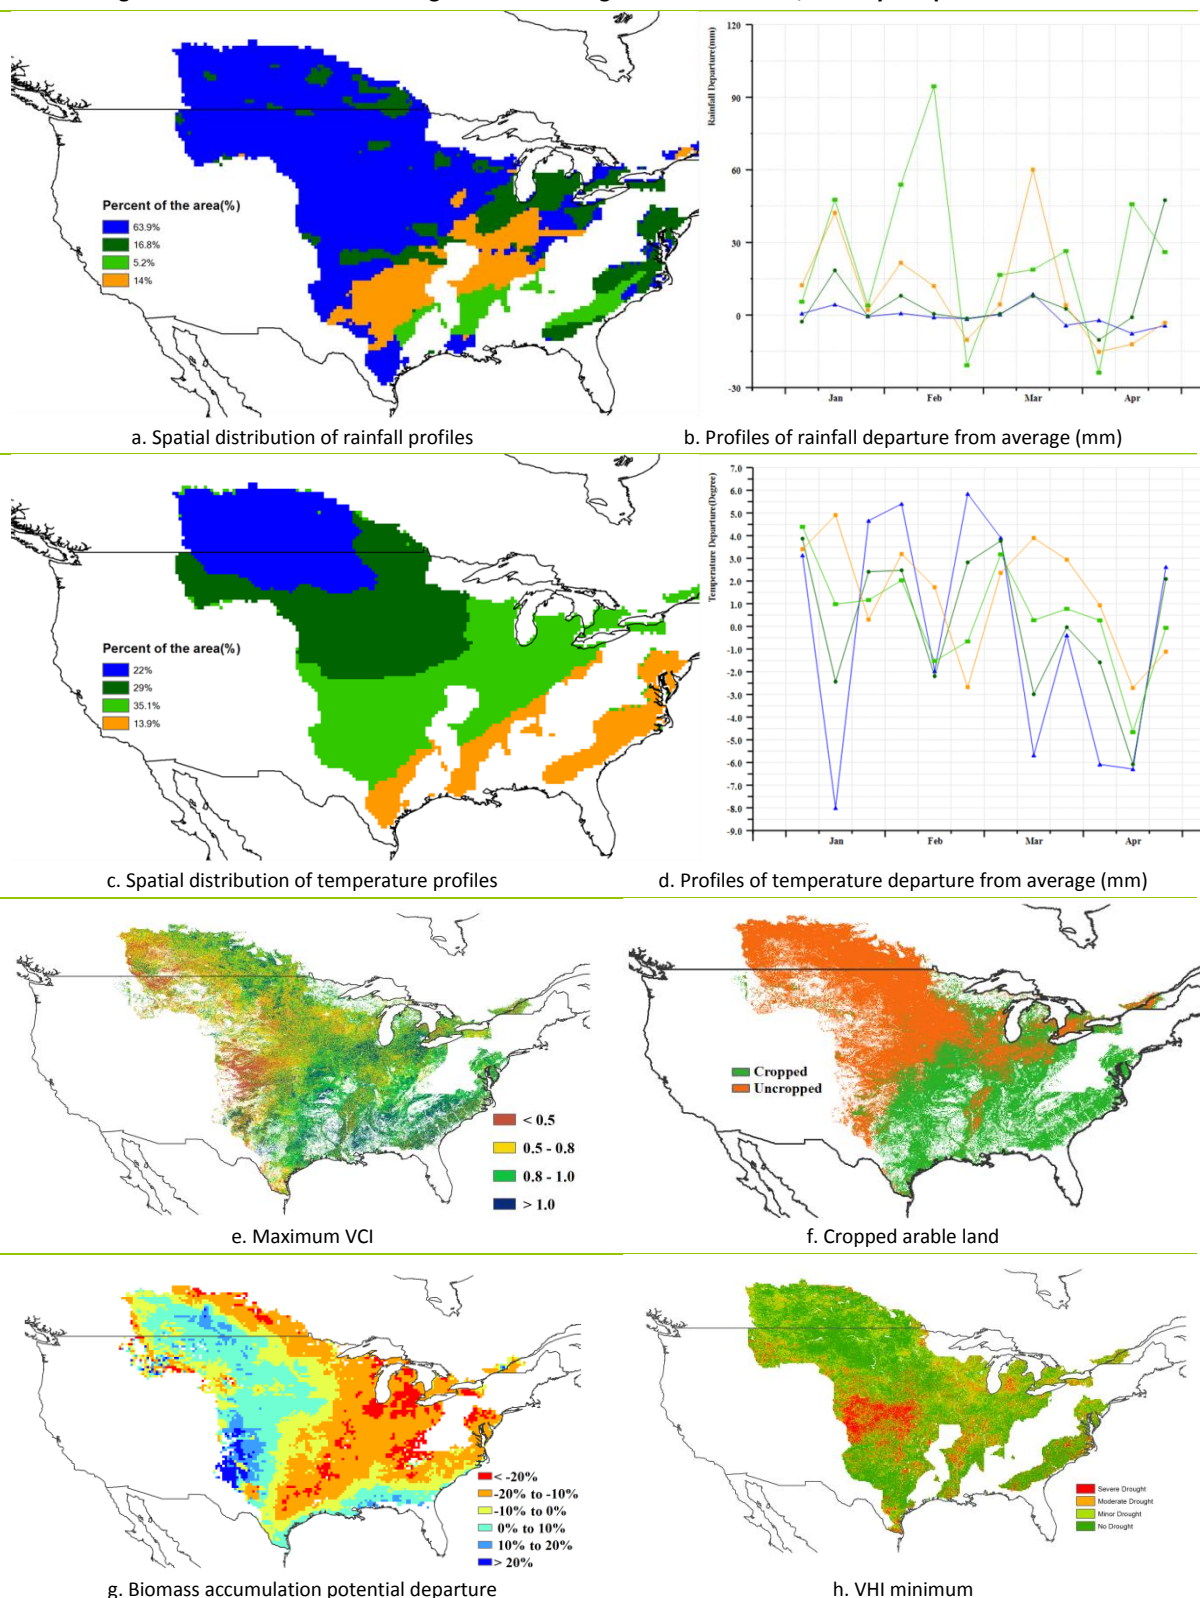 120
90
60
30
0
-30
Rainfall Departure(mm)
Jan Feb Mar Apr
Percent of the area(%)
63.9%
16.8%
5.2%
14%
a. Spatial distribution of rainfall profiles
b. Profiles of rainfall departure from average (mm)
7.0
6.0
5.0
4.0
3.0
2.0
1.0
0.0
-1.0
-2.0
-3.0
-4.0
-5.0
-6.0
-7.0
-8.0
-9.0
Temperature Departure(Degree)
Jan Feb Mar Apr
Percent of the area(%)
22%
29%
35.1%
13.9%
c. Spatial distribution of temperature profiles
d. Profiles of temperature departure from average (mm)
< 0.5
0.5 - 0.8
0.8 - 1.0
> 1.0
Cropped
Uncropped
e. Maximum VCI
f. Cropped arable land
< -20%
-20% to -10%
-10% to 0%
0% to 10%
10% to 20%
> 20%
Severe Drought
Moderate Drought
Minor Drought
No Drought
g. Biomass accumulation potential departure
h. VHI minimum